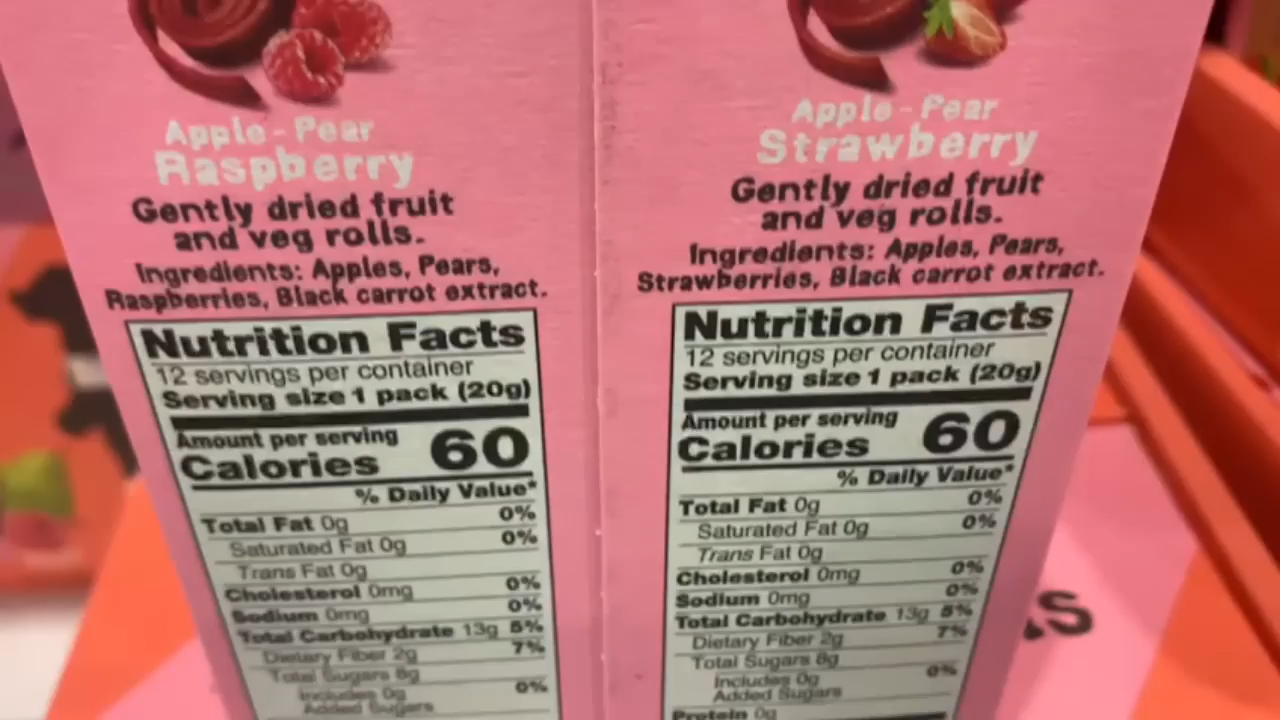 Apple-Pear
Raspberry
Gently dried fruit
and veg rolls.
Ingredients: Apples, Pears,
Raspberries, Black carrot extract.
Nutrition Facts
12 servings per container
Serving size 1 pack (20g)
Amount per serving
Calories 60
% Daily Value*
Total Fat 0g 0%
Saturated Fat 0g 0%
Trans Fat 0g
Cholesterol 0mg 0%
Sodium 0mg 0%
Total Carbohydrate 13g 5%
Dietary Fiber 2g 7%
Total Sugars 8g
Includes 0g
Added Sugars 0%
Apple-Pear
Strawberry
Gently dried fruit
and veg rolls.
Ingredients: Apples, Pears,
Strawberries, Black carrot extract.
Nutrition Facts
12 servings per container
Serving size 1 pack (20g)
Amount per serving
Calories 60
% Daily Value*
Total Fat 0g 0%
Saturated Fat 0g 0%
Trans Fat 0g
Cholesterol 0mg 0%
Sodium 0mg 0%
Total Carbohydrate 13g 5%
Dietary Fiber 2g 7%
Total Sugars 8g
Includes 0g
Added Sugars 0%
Protein 0g